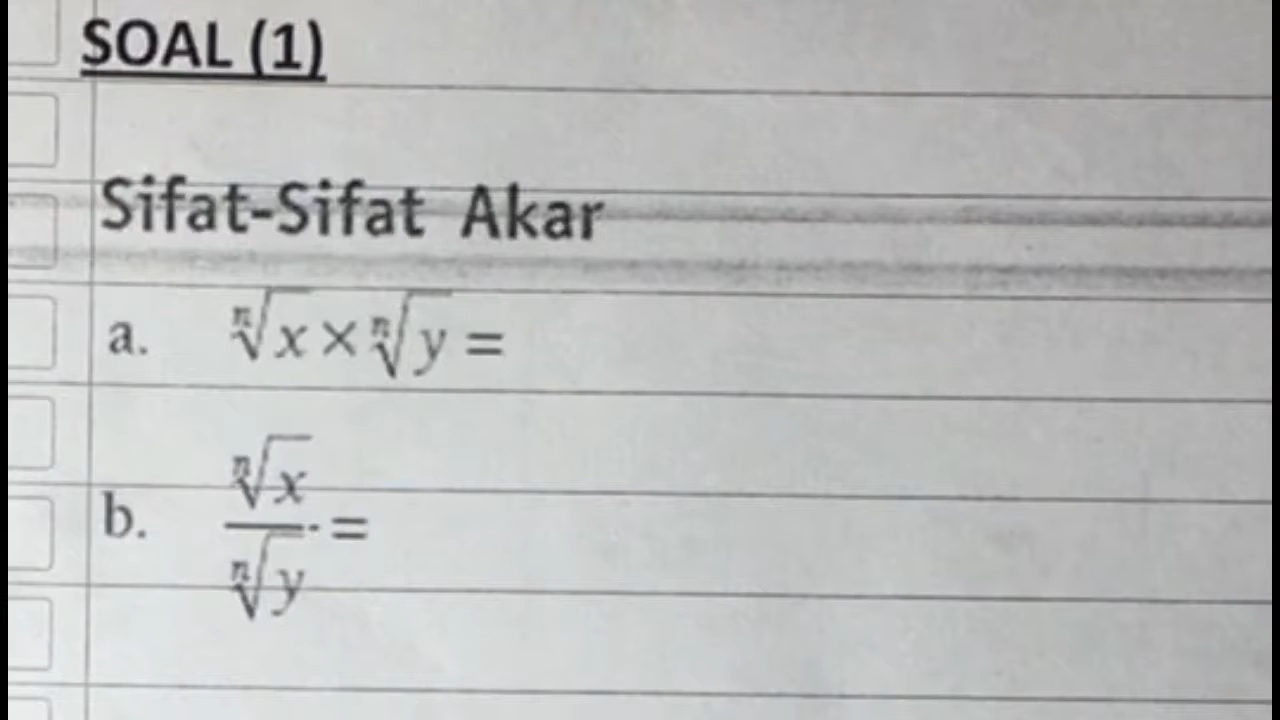 SOAL (1)
Sifat-Sifat Akar
a. ⁿ√x × ⁿ√y =
b. ⁿ√x / ⁿ√y =